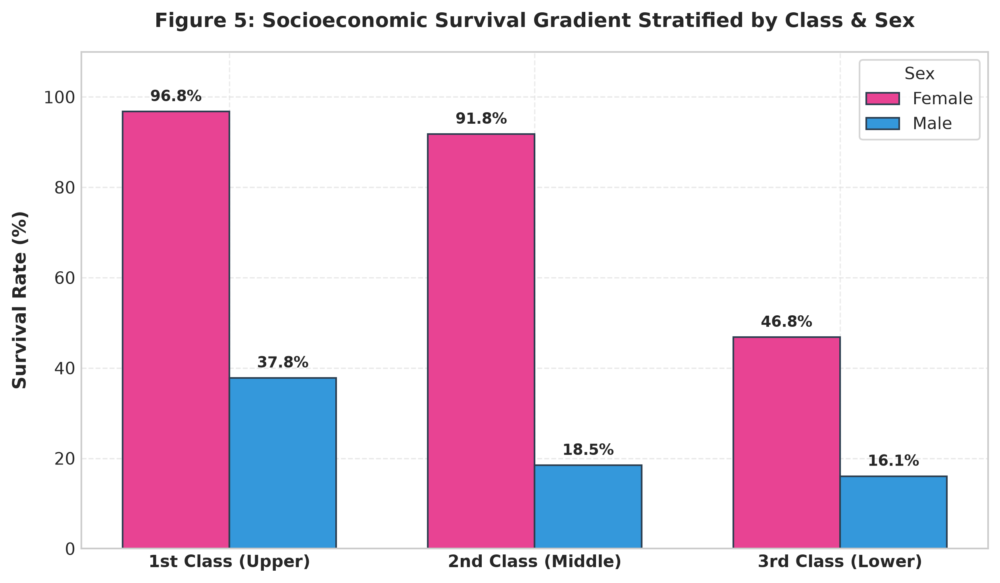 Figure 5: Socioeconomic Survival Gradient Stratified by Class & Sex
Survival Rate (%)
100
80
60
40
20
0
96.8%
37.8%
91.8%
18.5%
46.8%
16.1%
Sex
Female
Male
1st Class (Upper)
2nd Class (Middle)
3rd Class (Lower)